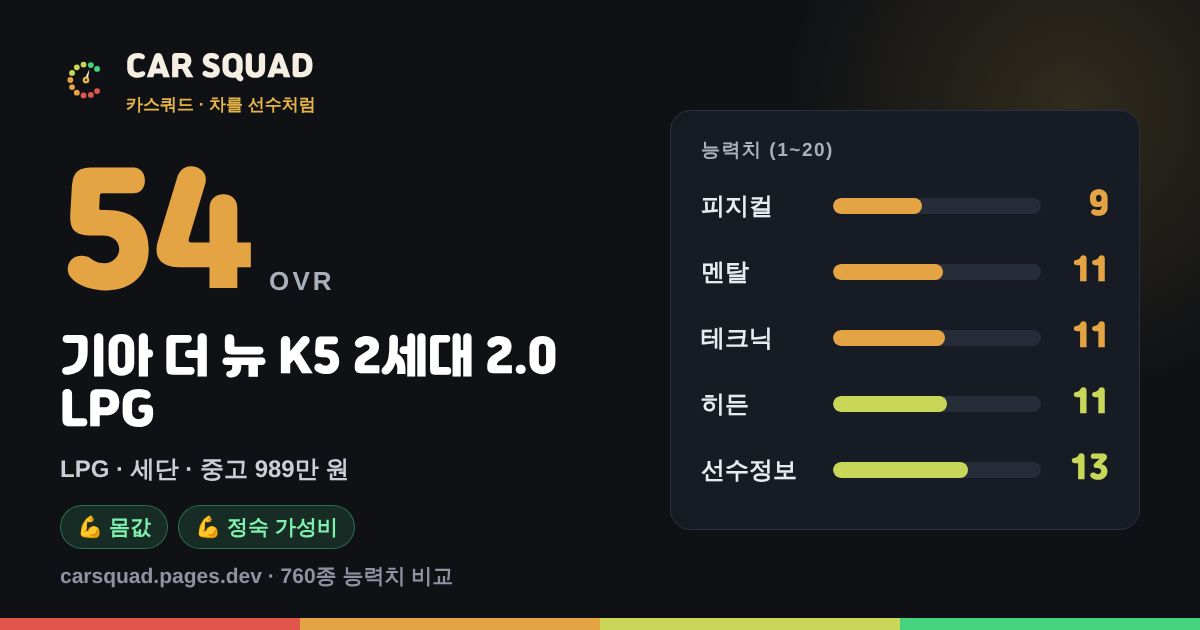 CAR SQUAD
카스쿼드 · 차를 선수처럼
54 OVR
기아 더 뉴 K5 2세대 2.0
LPG
LPG · 세단 · 중고 989만 원
💪 몸값 💪 정숙 가성비
carsquad.pages.dev · 760종 능력치 비교
능력치 (1~20)
피지컬 9
멘탈 11
테크닉 11
히든 11
선수정보 13